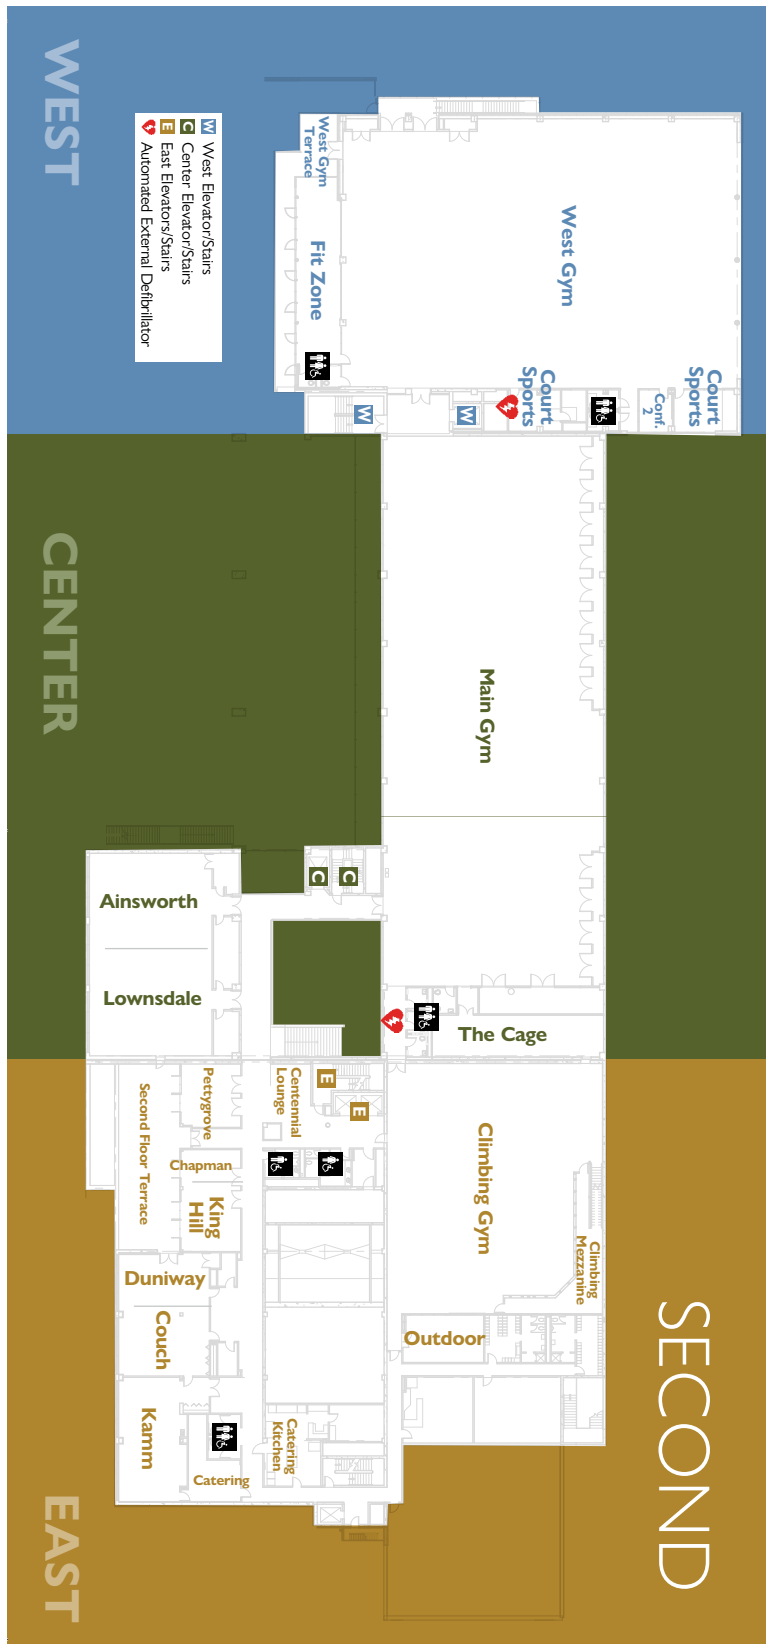 WEST
W West Elevator/Stairs
C Center Elevator/Stairs
E East Elevators/Stairs
Automated External Defibrillator
West Gym
Terrace
Fit Zone
West Gym
Court
Sports
Court
Sports
Conf.
2
W
W
CENTER
Main Gym
C
C
Ainsworth
Lownsdale
The Cage
E
E
Centennial
Lounge
Pettygrove
Second Floor Terrace
Chapman
King
Hill
Climbing Gym
Climbing
Mezzanine
Duniway
Couch
Outdoor
Kamm
Catering
Kitchen
Catering
SECOND
EAST